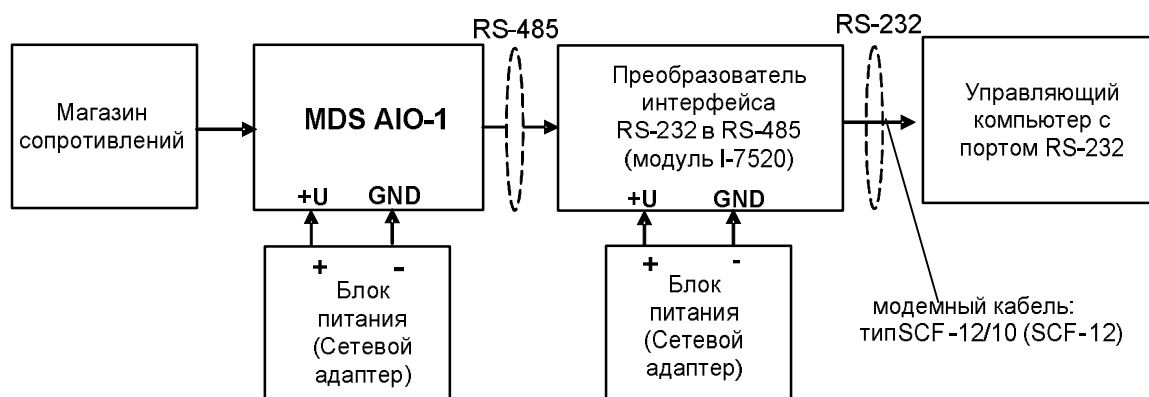 RS-485
RS-232
Магазин
сопротивлений
MDS AIO-1
+U
GND
Преобразователь
интерфейса
RS-232 в RS-485
(модуль I-7520)
+U
GND
Управляющий
компьютер с
портом RS-232
+
-
Блок
питания
(Сетевой
адаптер)
+
-
Блок
питания
(Сетевой
адаптер)
модемный кабель:
типSCF-12/10 (SCF-12)